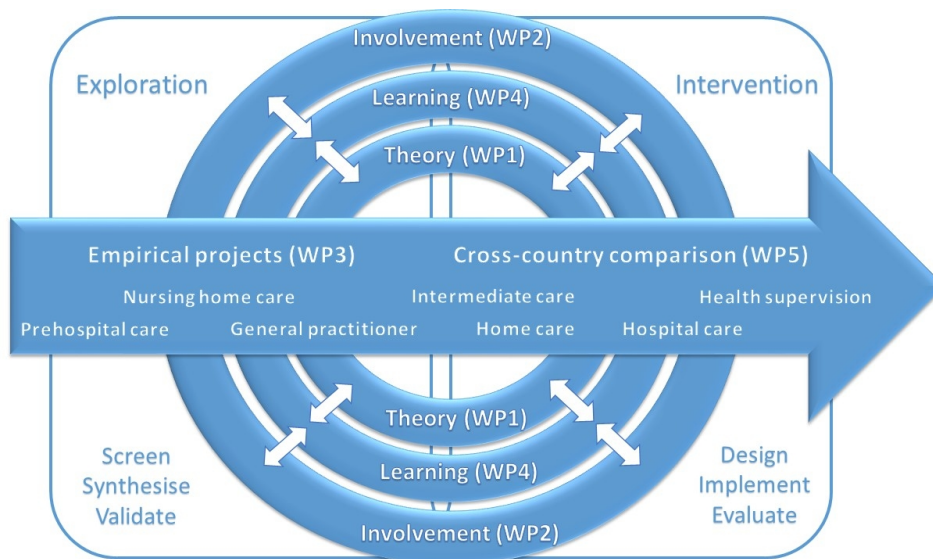 Involvement (WP2)
Exploration
Intervention
Learning (WP4)
Theory (WP1)
Empirical projects (WP3)
Cross-country comparison (WP5)
Nursing home care
Intermediate care
Health supervision
Prehospital care
General practitioner
Home care
Hospital care
Theory (WP1)
Learning (WP4)
Involvement (WP2)
Screen
Synthesise
Validate
Design
Implement
Evaluate